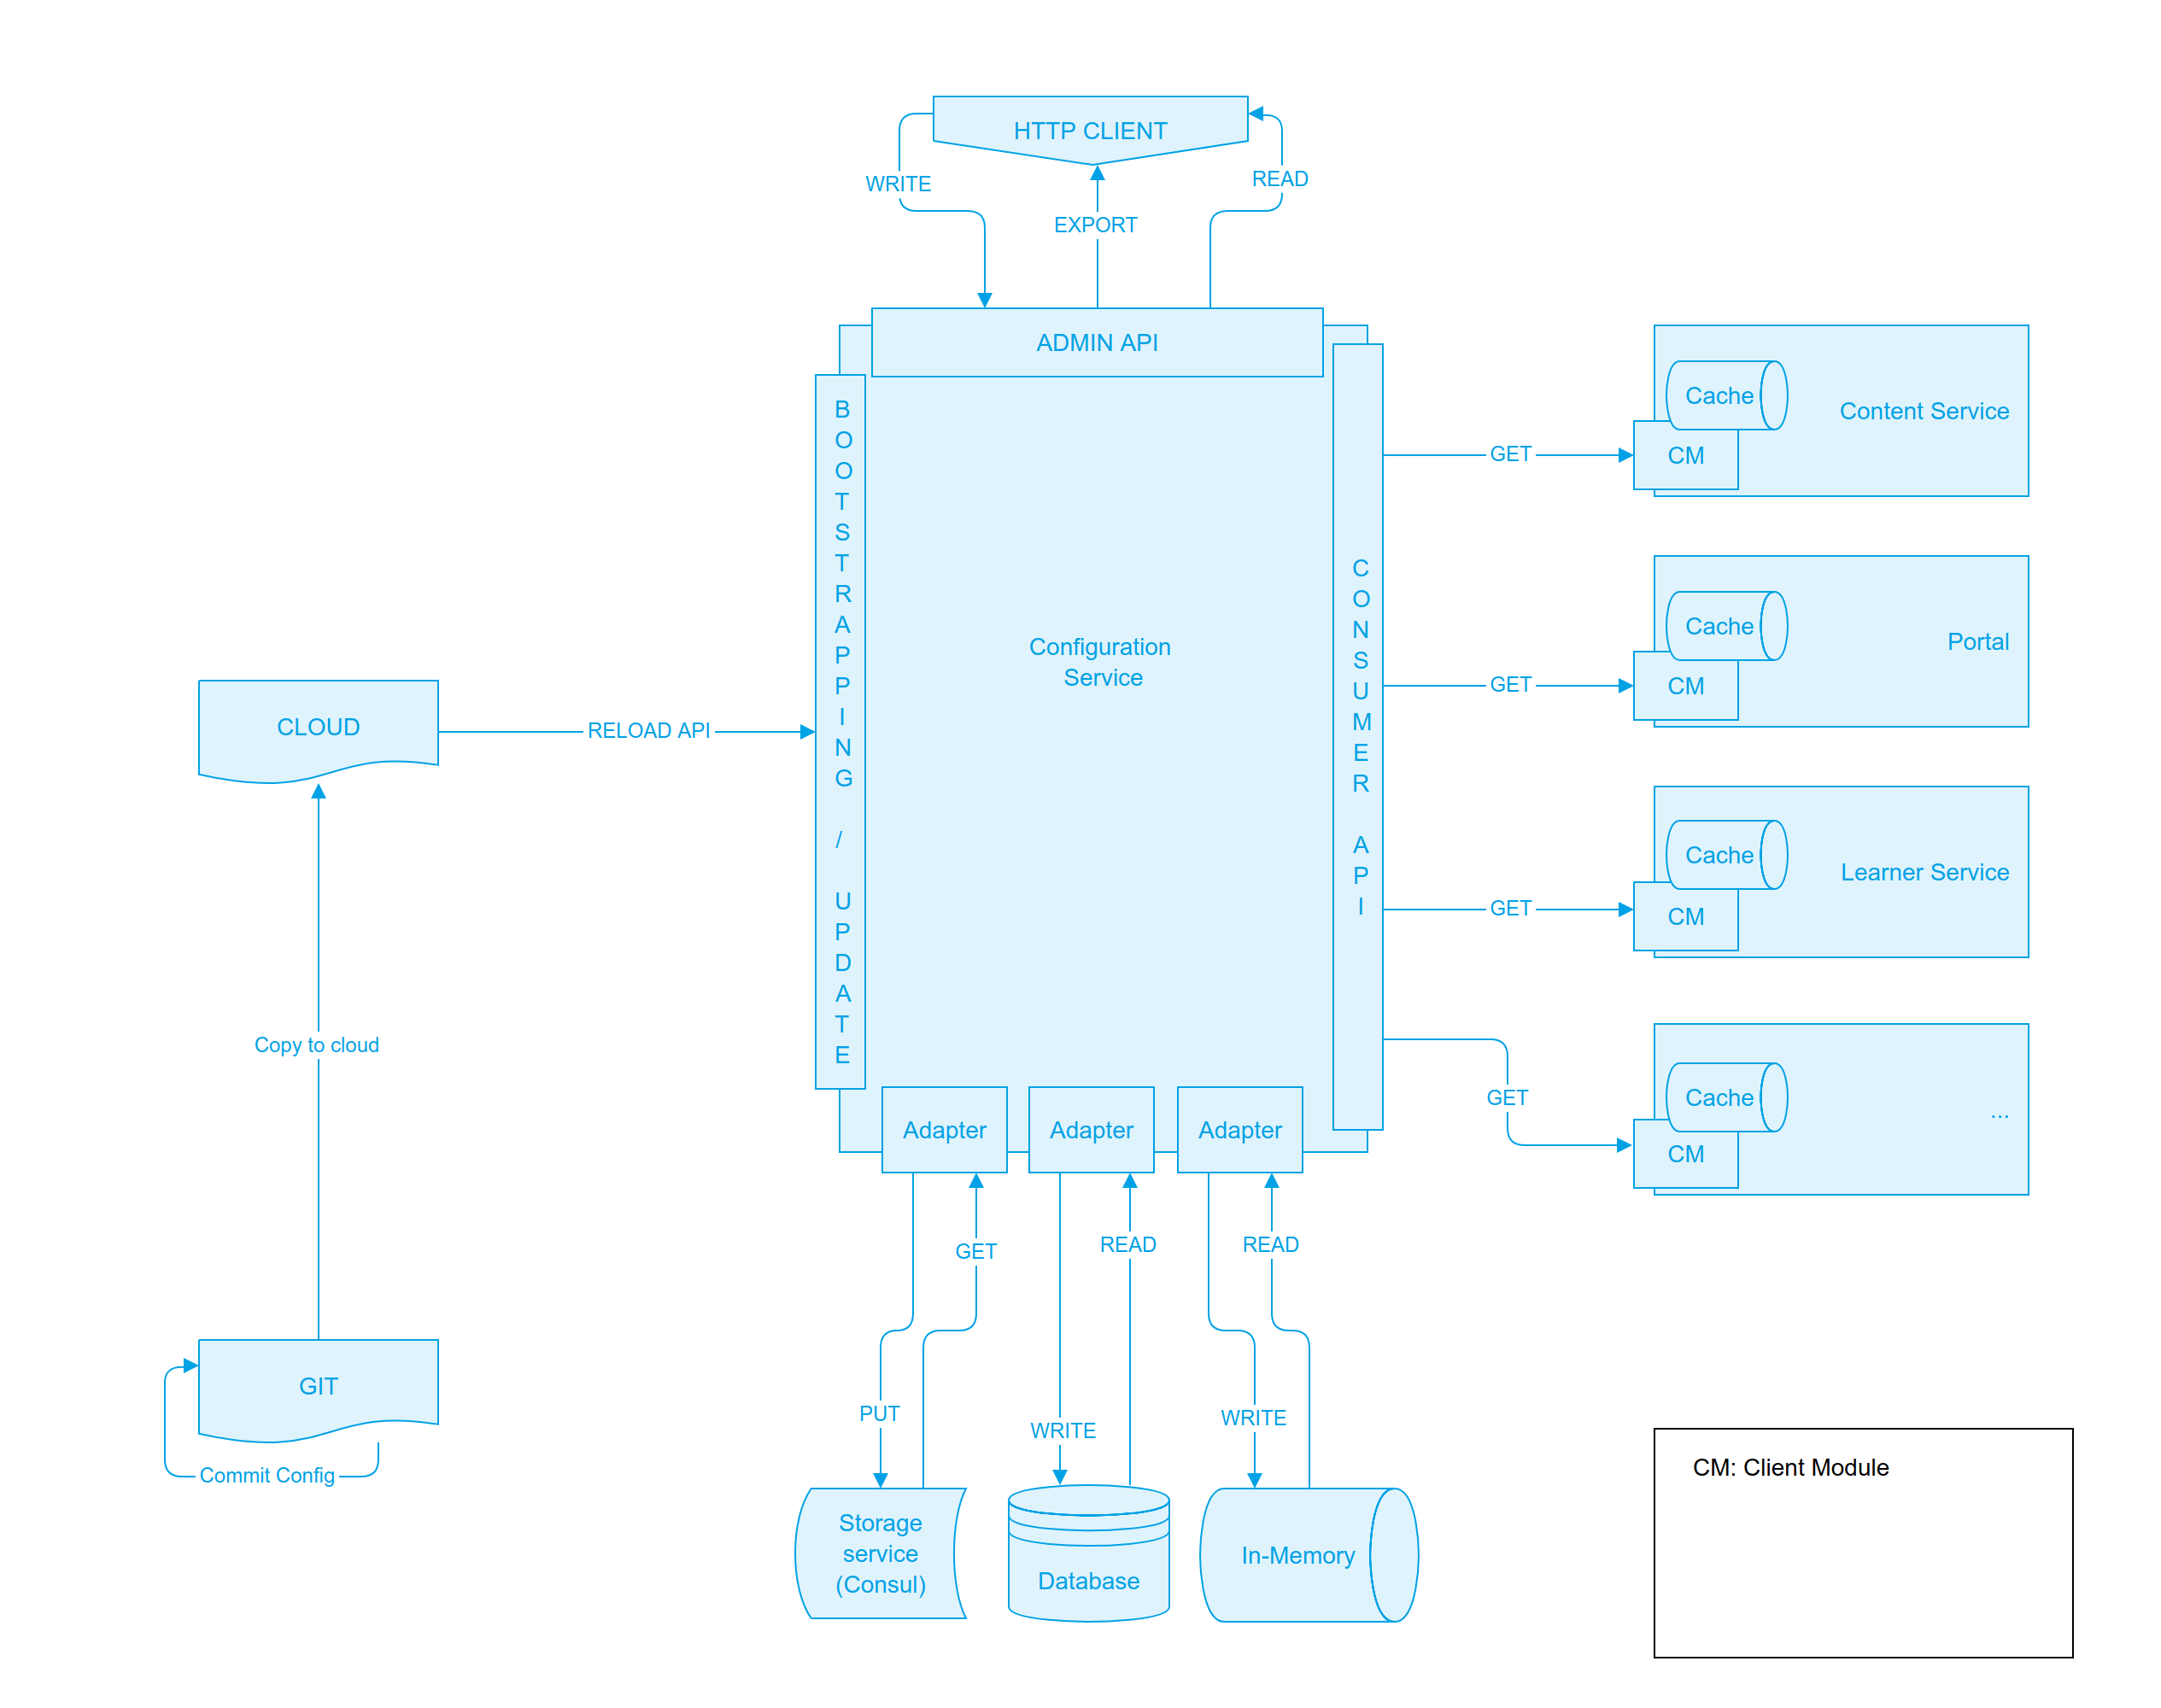 HTTP CLIENT
WRITE
READ
EXPORT
ADMIN API
BOOTSTRAPPING / UPDATE
Configuration
Service
CONSUMER API
GET
Cache
CM
Content Service
GET
Cache
CM
Portal
GET
Cache
CM
Learner Service
GET
Cache
CM
...
CLOUD
RELOAD API
Copy to cloud
GIT
Commit Config
Adapter
Adapter
Adapter
GET
READ
READ
PUT
WRITE
WRITE
Storage
service
(Consul)
Database
In-Memory
CM: Client Module